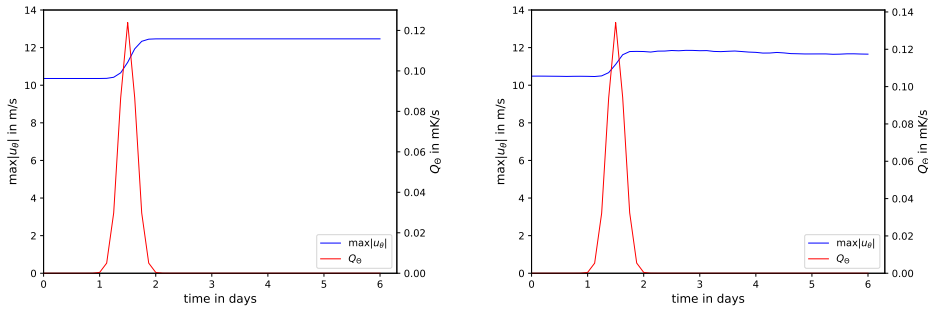 14
12
10
8
6
4
2
0
max|u_θ| in m/s
0.12
0.10
0.08
0.06
0.04
0.02
0.00
Q_Θ in mK/s
max|u_θ|
Q_Θ
0 1 2 3 4 5 6
time in days
14
12
10
8
6
4
2
0
max|u_θ| in m/s
0.14
0.12
0.10
0.08
0.06
0.04
0.02
0.00
Q_Θ in mK/s
max|u_θ|
Q_Θ
0 1 2 3 4 5 6
time in days